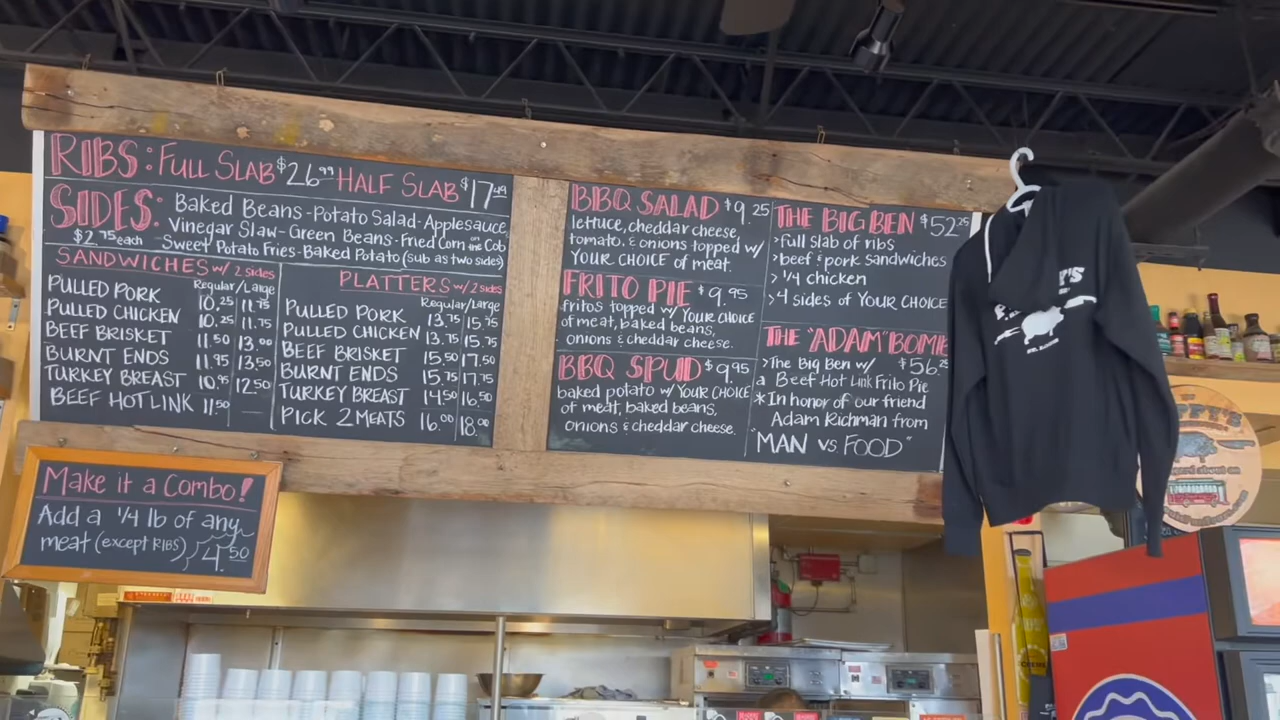 RIBS: FULL SLAB $26.99 HALF SLAB $17.49
SIDES: Baked Beans - Potato Salad - Applesauce
Vinegar Slaw - Green Beans - Fried Corn on the Cob
$2.75 each - Sweet Potato Fries - Baked Potato (sub as two sides)
SANDWICHES w/ 2 sides
Regular/Large
PULLED PORK 10.25 11.75
PULLED CHICKEN 10.25 11.75
BEEF BRISKET 11.50 13.00
BURNT ENDS 11.95 13.50
TURKEY BREAST 10.95 12.50
BEEF HOT LINK 11.50
PLATTERS w/ 2 sides
Regular/Large
PULLED PORK 13.75 15.75
PULLED CHICKEN 13.75 15.75
BEEF BRISKET 15.50 17.50
BURNT ENDS 15.75 17.75
TURKEY BREAST 14.50 16.50
PICK 2 MEATS 16.00 18.00
BBQ SALAD $9.25
lettuce, cheddar cheese,
tomato, & onions topped w/
YOUR CHOICE of meat.
FRITO PIE $9.95
fritos topped w/ YOUR CHOICE
of meat, baked beans,
onions & cheddar cheese.
BBQ SPUD $9.95
baked potato w/ YOUR CHOICE
of meat, baked beans,
onions & cheddar cheese.
THE BIG BEN $52.25
>full slab of ribs
>beef & pork sandwiches
>1/4 chicken
>4 sides of YOUR CHOICE
THE "ADAM" BOMB
>The Big Ben w/ $56.25
a Beef Hot Link Frito Pie
*In honor of our friend
Adam Richman from
"MAN vs. FOOD"
Make it a Combo!
Add a 1/4 lb of any
meat (except RIBS) 4.50